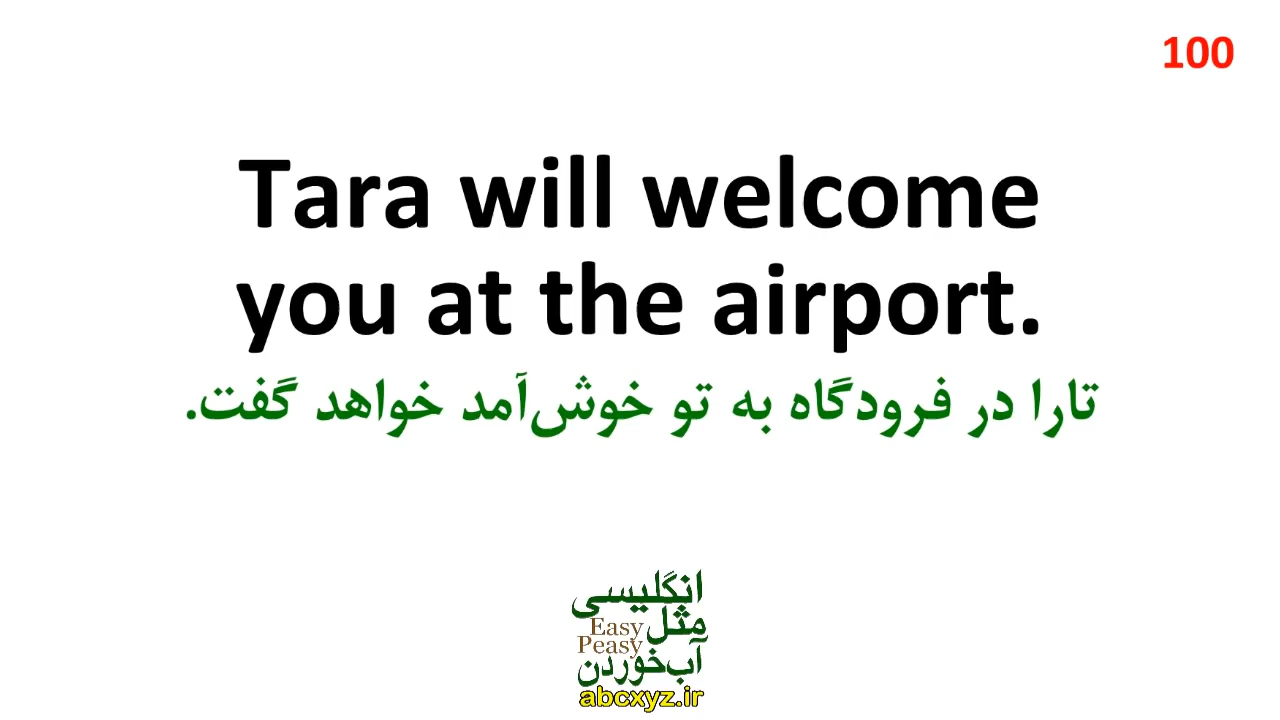 100
Tara will welcome
you at the airport.
تارا در فرودگاه به تو خوش‌آمد خواهد گفت.
انگلیسی
مثل Easy
Peasy
آب‌خوردن
abcxyz.ir